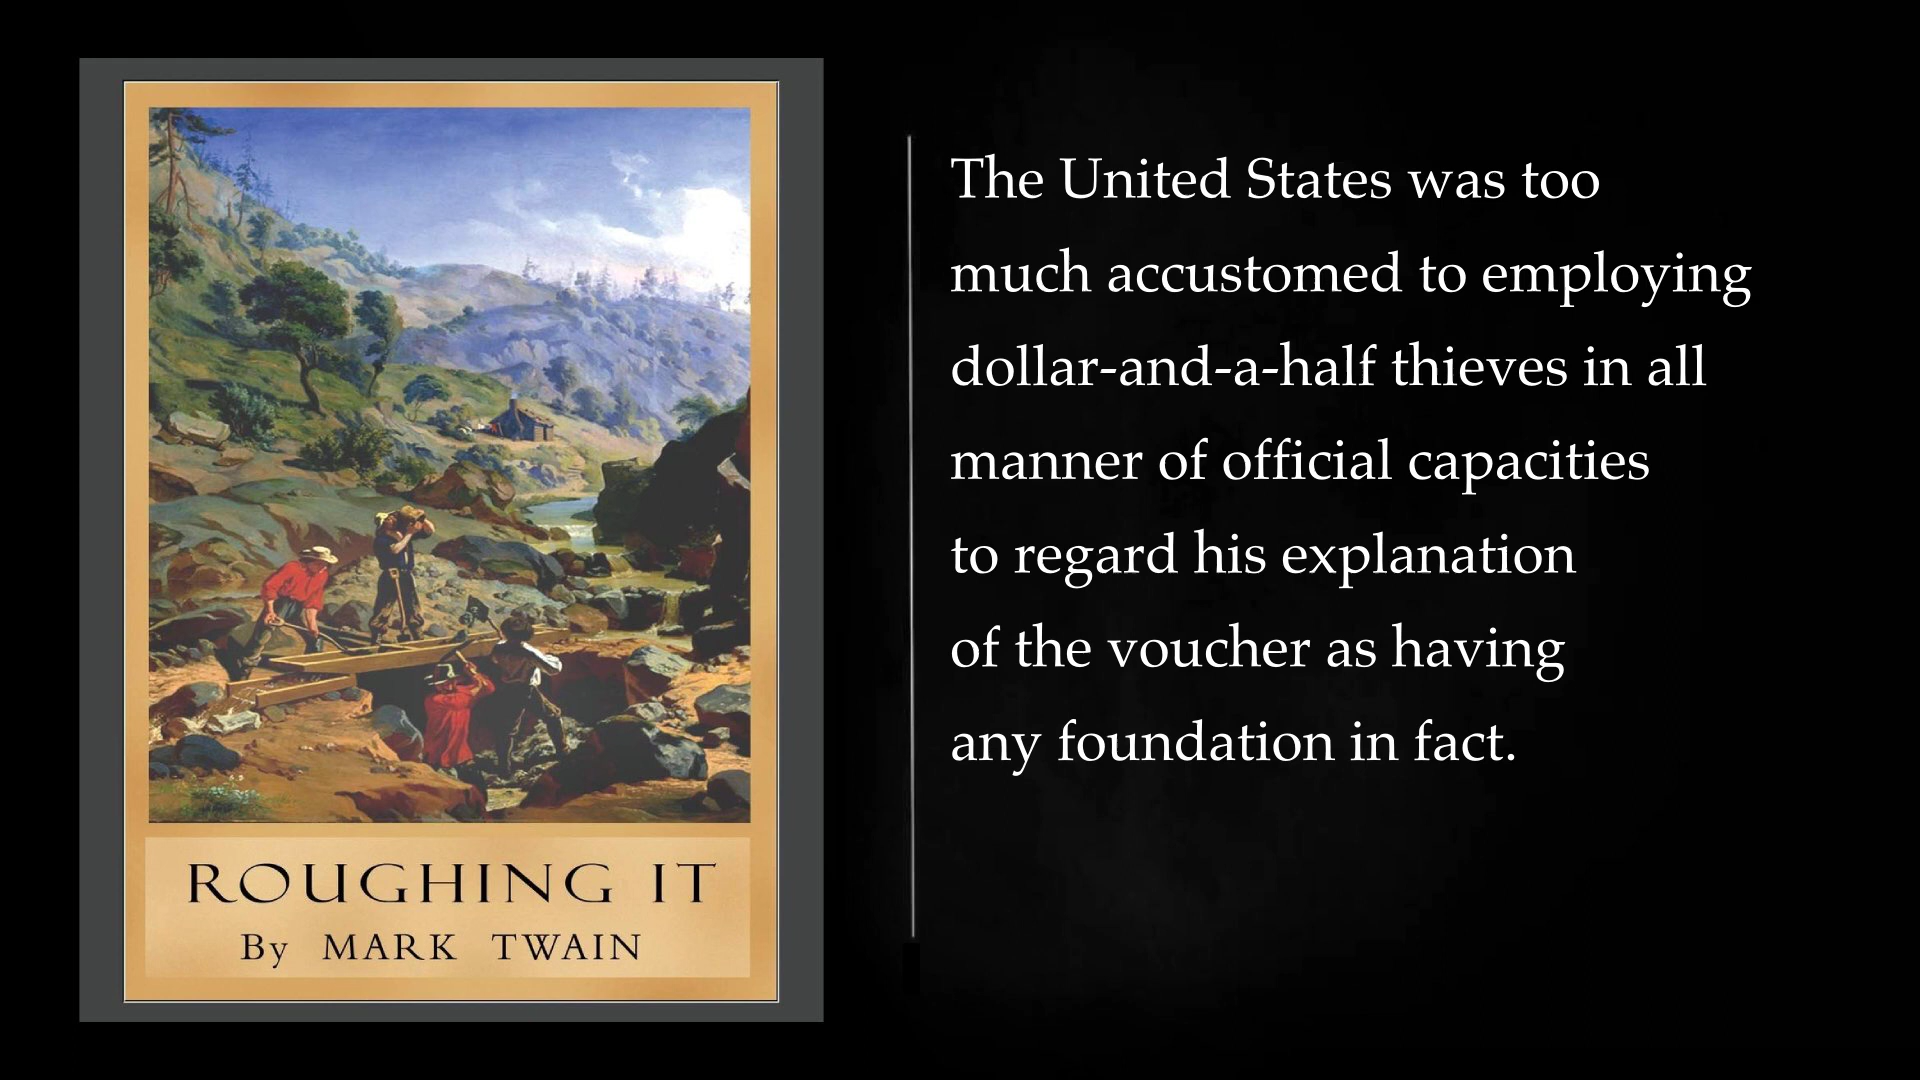 ROUGHING IT
By MARK TWAIN
The United States was too
much accustomed to employing
dollar-and-a-half thieves in all
manner of official capacities
to regard his explanation
of the voucher as having
any foundation in fact.